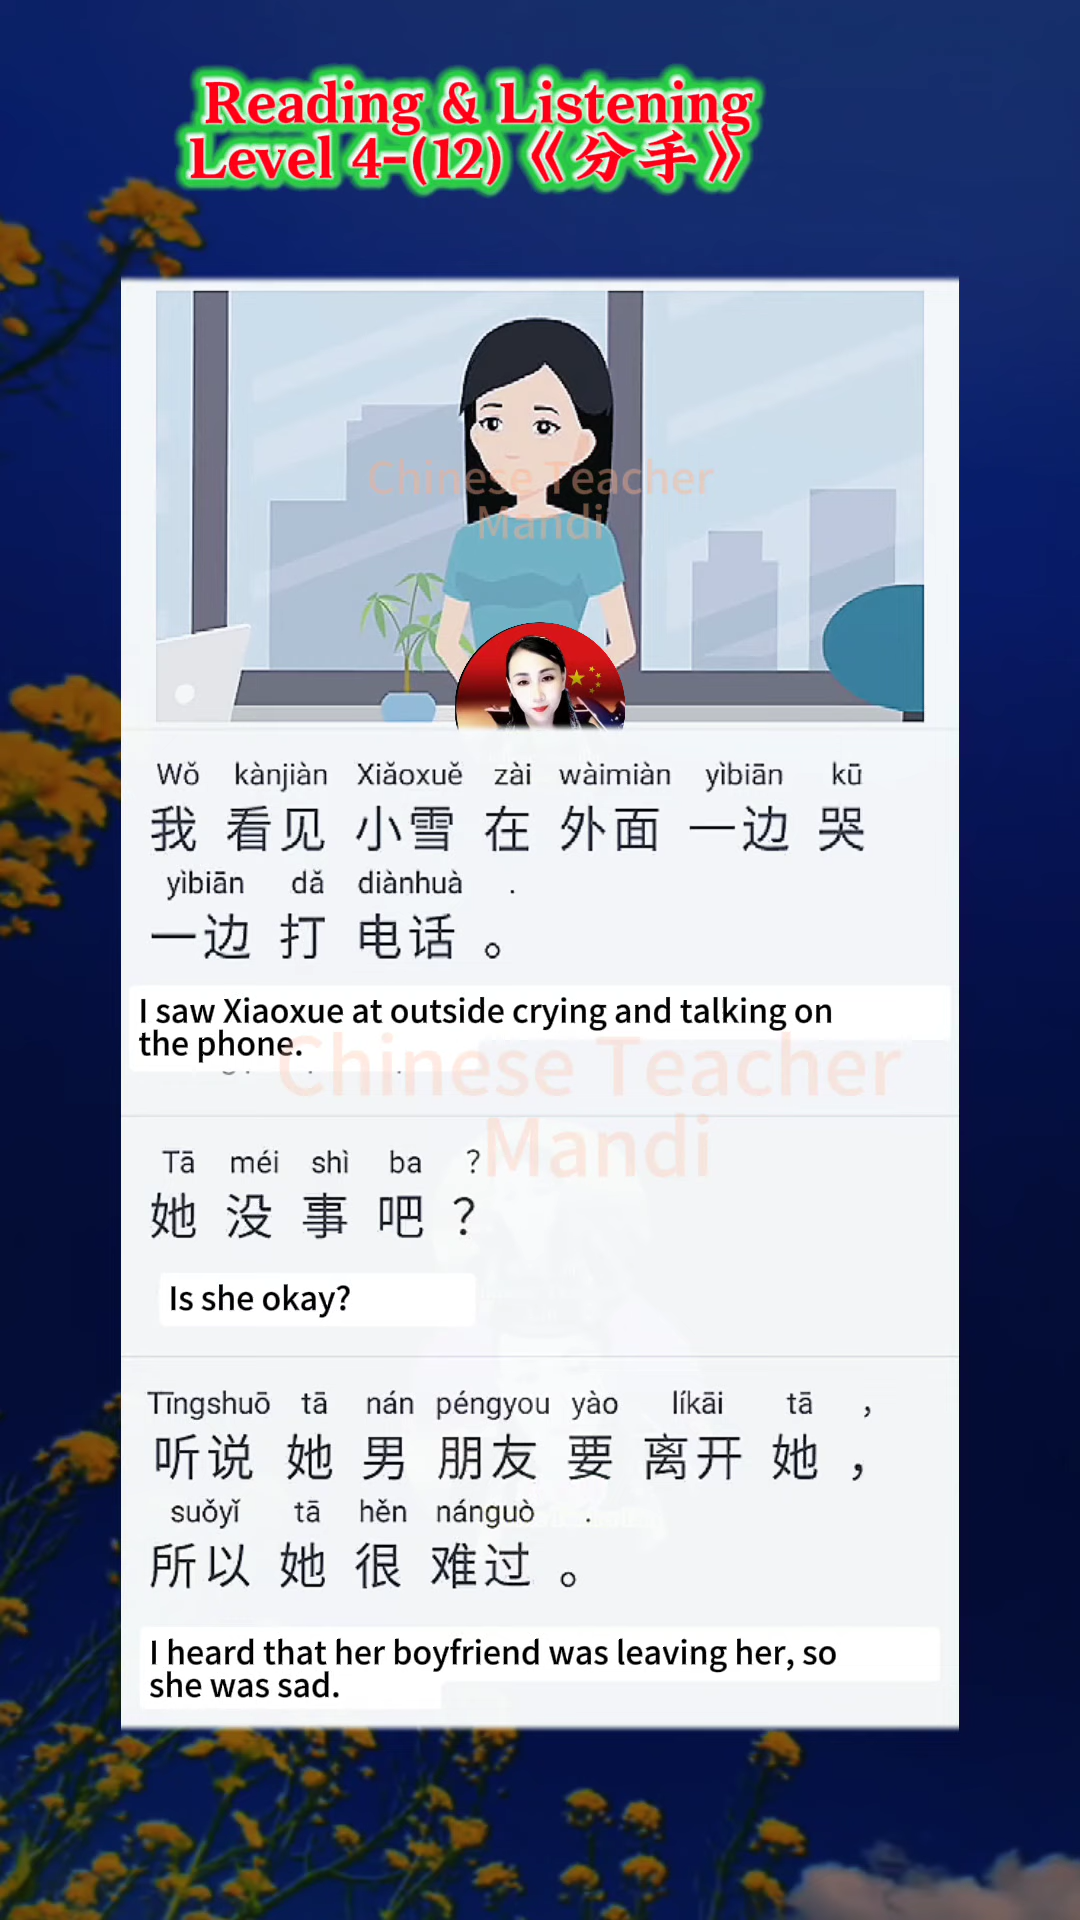 Reading & Listening
Level 4-(12)《分手》
Chinese Teacher
Mandi
Wǒ kànjiàn Xiǎoxuě zài wàimiàn yìbiān kū
我 看见 小雪 在 外面 一边 哭
yìbiān dǎ diànhuà .
一边 打 电话 。
I saw Xiaoxue at outside crying and talking on
the phone.
Chinese Teacher
Mandi
Tā méi shì ba ?
她 没 事 吧 ?
Is she okay?
Tīngshuō tā nán péngyou yào líkāi tā ,
听说 她 男 朋友 要 离开 她 ，
suǒyǐ tā hěn nánguò .
所以 她 很 难过 。
I heard that her boyfriend was leaving her, so
she was sad.